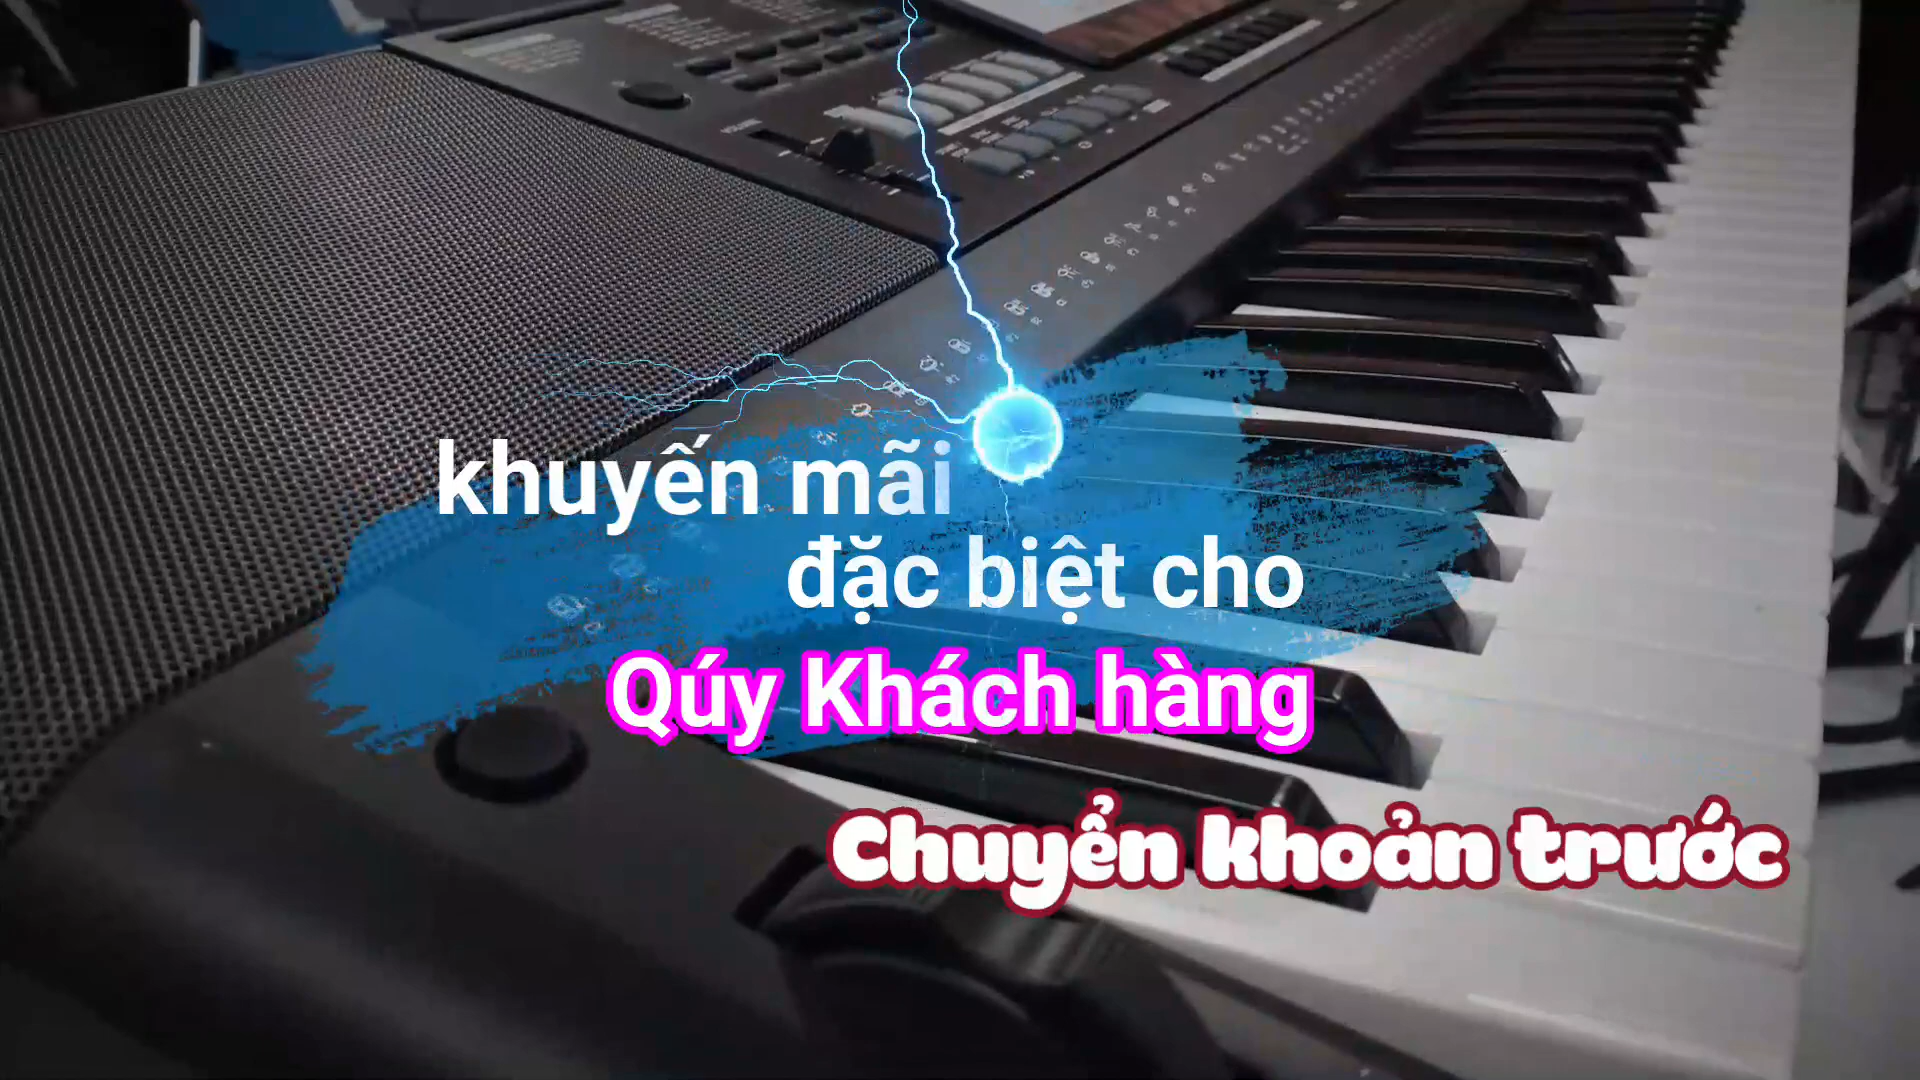 khuyến mãi
đặc biệt cho
Qúy Khách hàng
Chuyển khoản trước